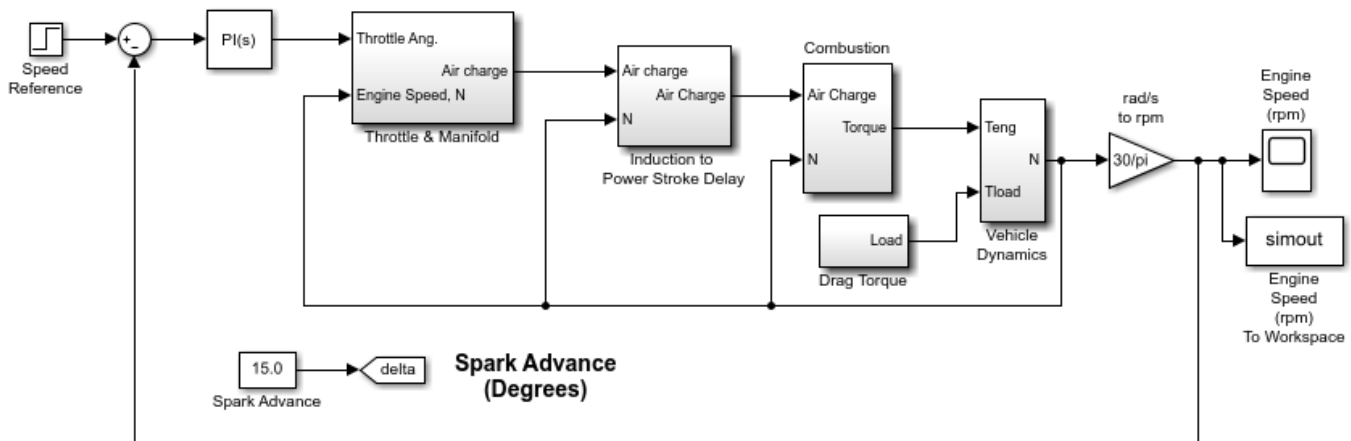 Speed
Reference
+
-
PI(s)
Throttle Ang.
Air charge
Engine Speed, N
Throttle & Manifold
Air charge
Air Charge
N
Induction to
Power Stroke Delay
Combustion
Air Charge
Torque
N
Load
Drag Torque
Teng
N
Tload
Vehicle
Dynamics
rad/s
to rpm
30/pi
Engine
Speed
(rpm)
simout
Engine
Speed
(rpm)
To Workspace
15.0
Spark Advance
delta
Spark Advance
(Degrees)